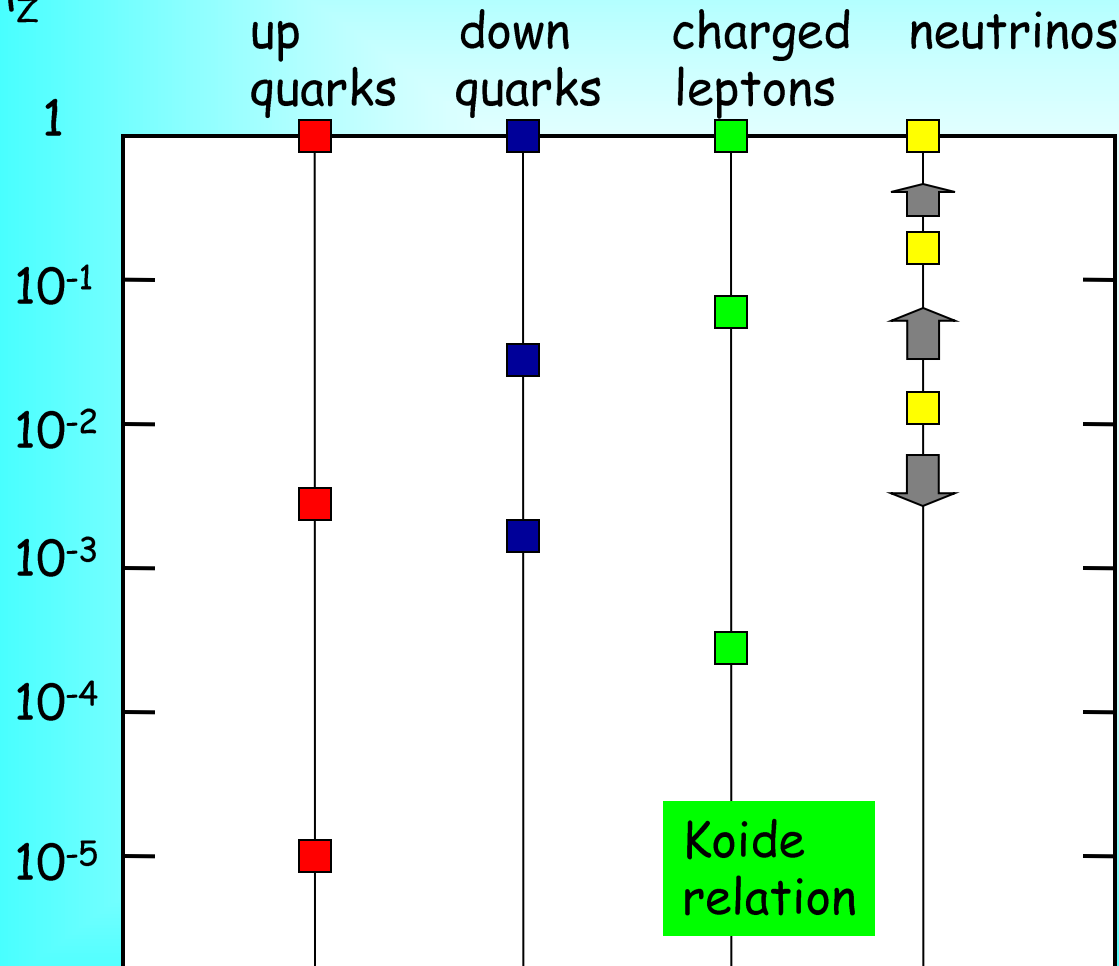 up down charged neutrinos
quarks quarks leptons
1
10-1
10-2
10-3
10-4
10-5
Koide
relation